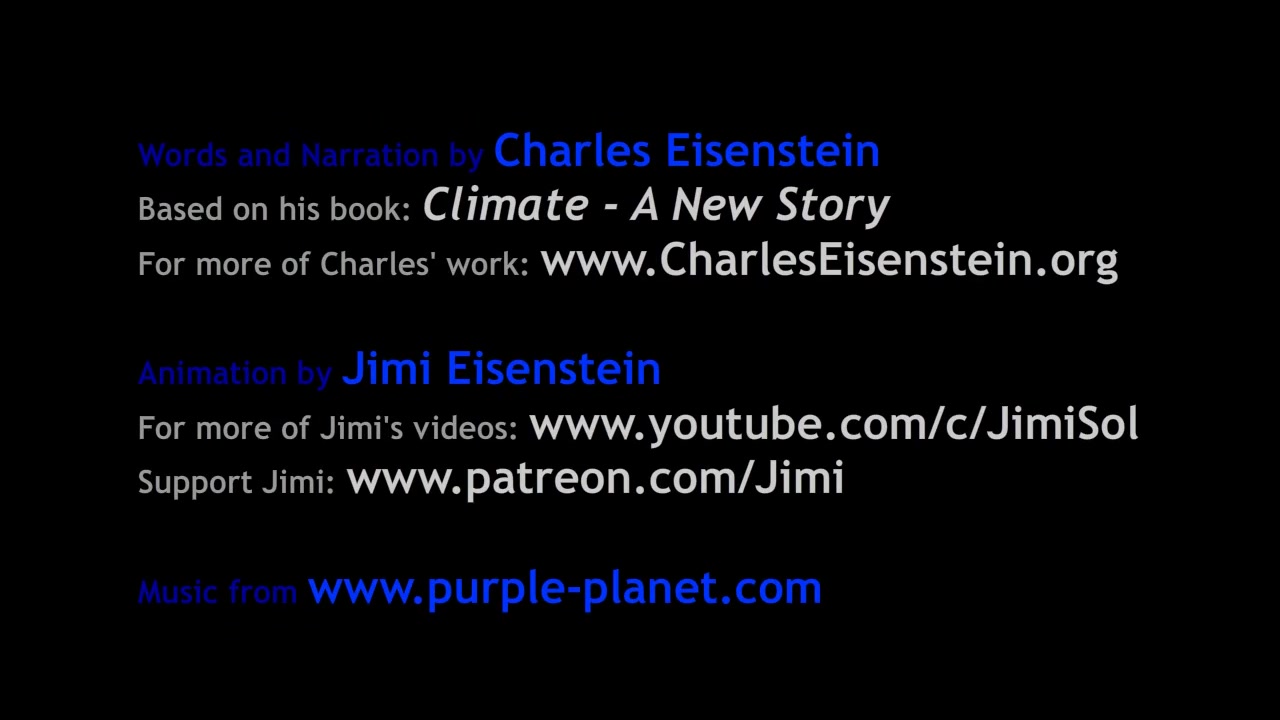 Words and Narration by Charles Eisenstein
Based on his book: Climate - A New Story
For more of Charles' work: www.CharlesEisenstein.org
Animation by Jimi Eisenstein
For more of Jimi's videos: www.youtube.com/c/JimiSol
Support Jimi: www.patreon.com/Jimi
Music from www.purple-planet.com